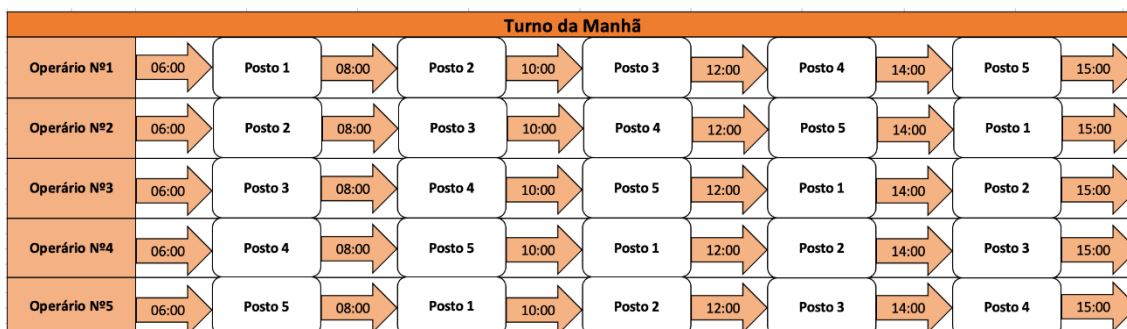 Turno da Manhã
Operário Nº1 06:00 Posto 1 08:00 Posto 2 10:00 Posto 3 12:00 Posto 4 14:00 Posto 5 15:00
Operário Nº2 06:00 Posto 2 08:00 Posto 3 10:00 Posto 4 12:00 Posto 5 14:00 Posto 1 15:00
Operário Nº3 06:00 Posto 3 08:00 Posto 4 10:00 Posto 5 12:00 Posto 1 14:00 Posto 2 15:00
Operário Nº4 06:00 Posto 4 08:00 Posto 5 10:00 Posto 1 12:00 Posto 2 14:00 Posto 3 15:00
Operário Nº5 06:00 Posto 5 08:00 Posto 1 10:00 Posto 2 12:00 Posto 3 14:00 Posto 4 15:00